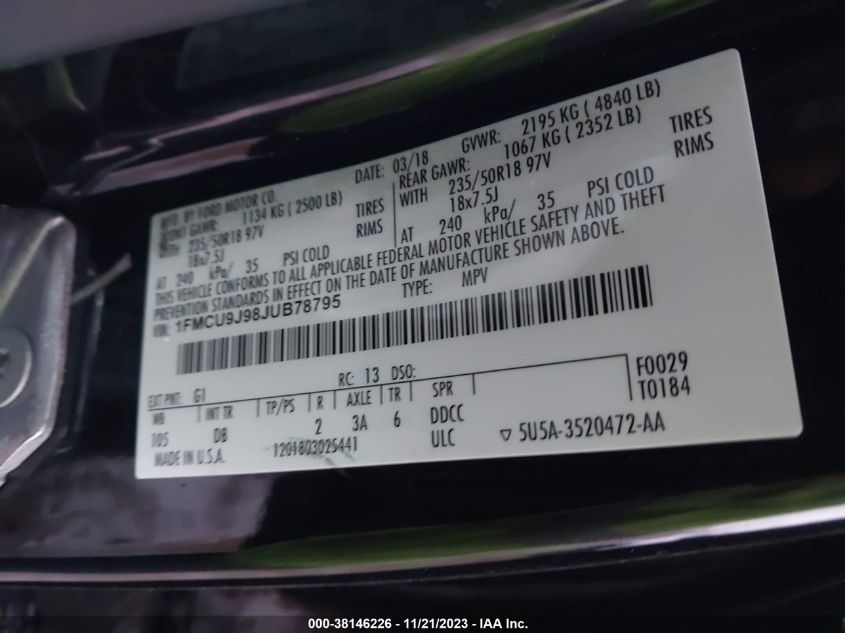 MFD. BY FORD MOTOR CO.
DATE: 03/18
GVWR: 2195 KG ( 4840 LB)
FRONT GAWR: 1134 KG ( 2500 LB)
REAR GAWR: 1067 KG ( 2352 LB)
WITH 235/50R18 97V TIRES
WITH 235/50R18 97V TIRES
18x7.5J RIMS
18x7.5J RIMS
AT 240 kPa/ 35 PSI COLD
AT 240 kPa/ 35 PSI COLD
THIS VEHICLE CONFORMS TO ALL APPLICABLE FEDERAL MOTOR VEHICLE SAFETY AND THEFT
PREVENTION STANDARDS IN EFFECT ON THE DATE OF MANUFACTURE SHOWN ABOVE.
VIN: 1FMCU9J98JUB78795
TYPE: MPV
F0029
T0184
EXT PNT: G1 RC: 13 DSO:
WB INT TR TP/PS R AXLE TR SPR
105 DB 2 3A 6 DDCC
MADE IN U.S.A. 1201803025441 ULC ▽ 5U5A-3520472-AA
000-38146226 - 11/21/2023 - IAA Inc.